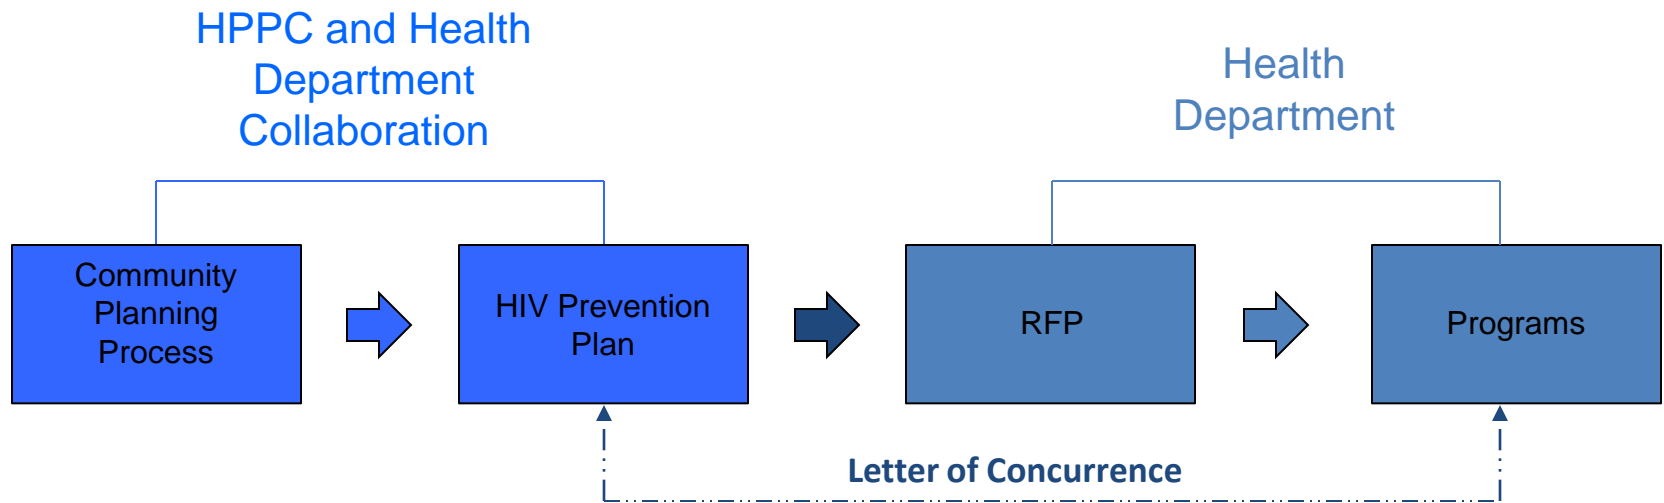 HPPC and Health
Department
Collaboration
Health
Department
Community
Planning
Process
HIV Prevention
Plan
RFP
Programs
Letter of Concurrence